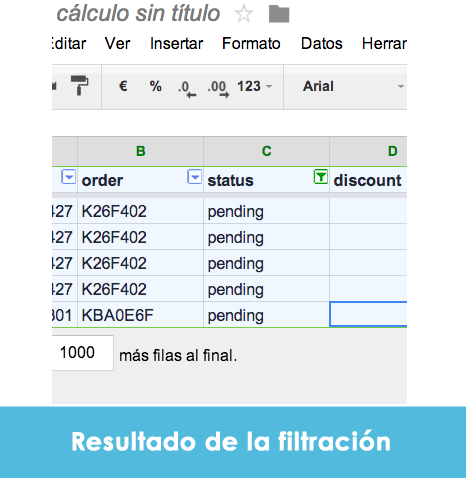 cálculo sin título
Editar Ver Insertar Formato Datos Herrar
€ % .0 .00 123 Arial
B C D
order status discount
427 K26F402 pending
427 K26F402 pending
427 K26F402 pending
427 K26F402 pending
801 KBA0E6F pending
1000 más filas al final.
Resultado de la filtración